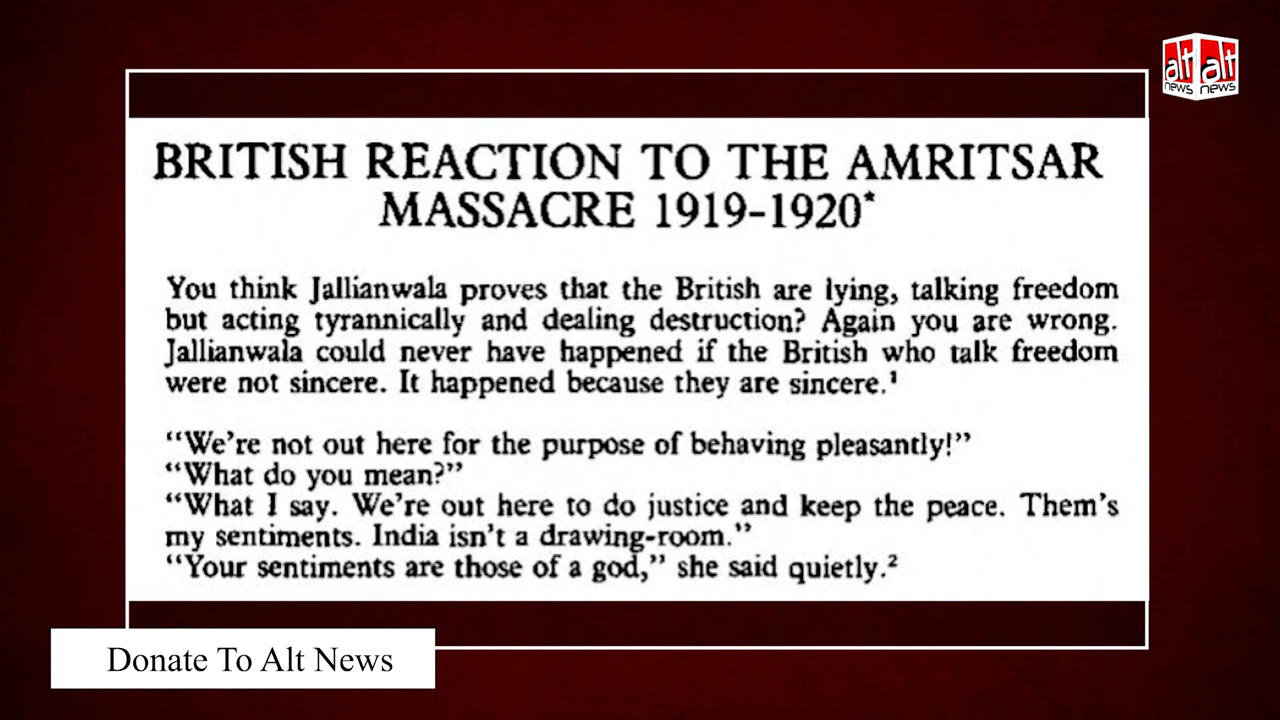 alt alt
news news
BRITISH REACTION TO THE AMRITSAR
MASSACRE 1919-1920*
You think Jallianwala proves that the British are lying, talking freedom
but acting tyrannically and dealing destruction? Again you are wrong.
Jallianwala could never have happened if the British who talk freedom
were not sincere. It happened because they are sincere.¹
“We’re not out here for the purpose of behaving pleasantly!”
“What do you mean?”
“What I say. We’re out here to do justice and keep the peace. Them’s
my sentiments. India isn’t a drawing-room.”
“Your sentiments are those of a god,” she said quietly.²
Donate To Alt News